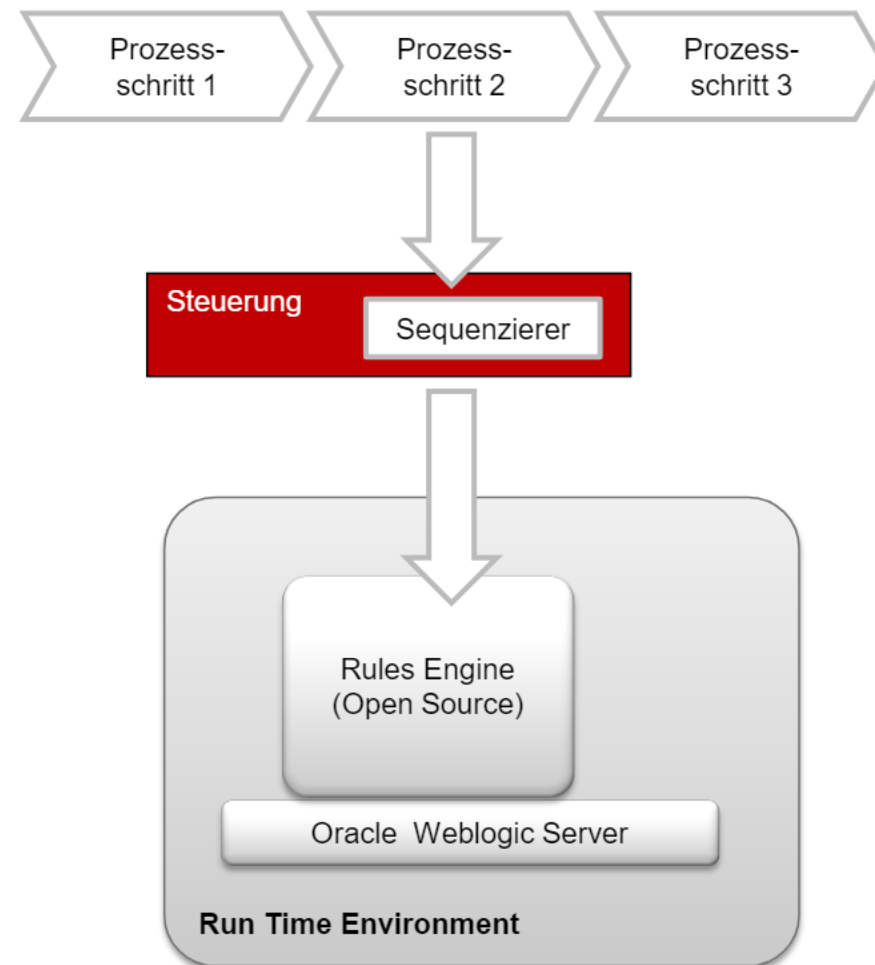 Prozess-
schritt 1
Prozess-
schritt 2
Prozess-
schritt 3
Steuerung
Sequenzierer
Rules Engine
(Open Source)
Oracle  Weblogic Server
Run Time Environment